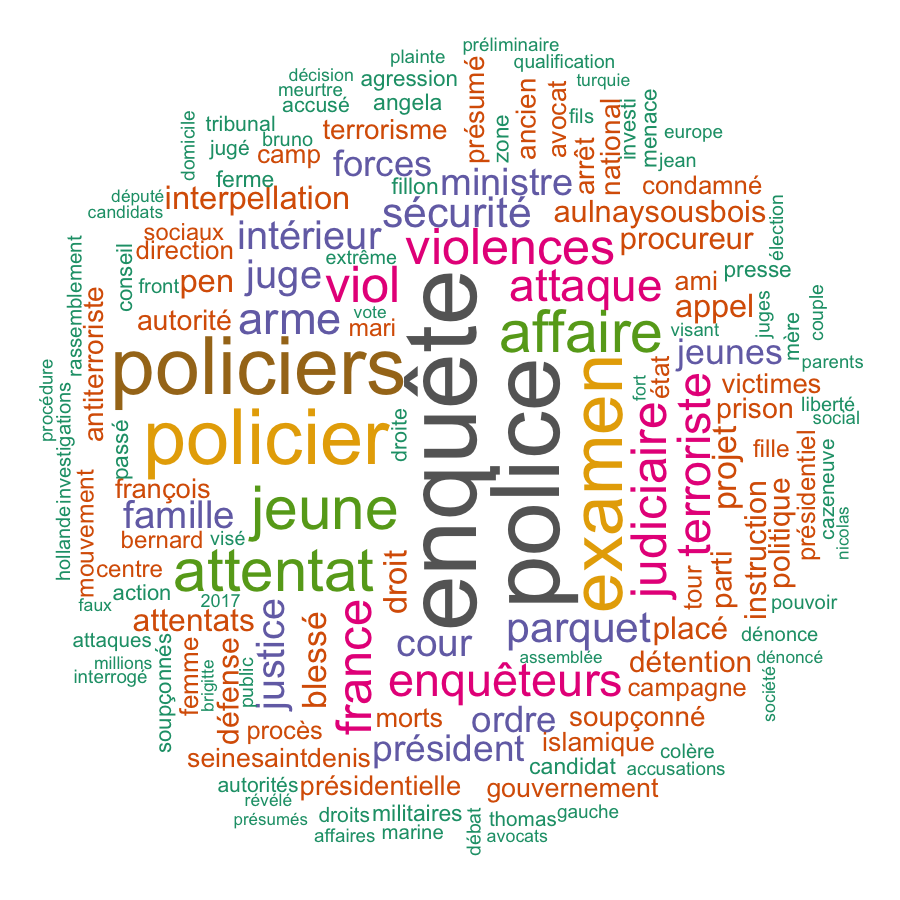 préliminaire
plainte
qualification
décision
agression
turquie
meurtre
accusé
angela
présumé
ancien
avocat
fils
national
investi
menace
tribunal
terrorisme
zone
domicile
bruno
jugé
camp
forces
arrêt
europe
jean
ferme
fillon
ministre
condamné
député
interpellation
candidats
sécurité
aulnaysousbois
élection
sociaux
intérieur
violences
procureur
direction
extrême
rassemblement
conseil
front
pen
juge
viol
attaque
ami
presse
antiterroriste
appel
juges
couple
autorité
arme
vote
mari
affaire
visant
mère
enquête
policiers
police
examen
jeunes
parents
procédure
état
fort
victimes
judiciaire
terroriste
prison
liberté
social
policier
droite
passé
investigations
projet
fille
présidentiel
cazeneuve
nicolas
françois
jeune
famille
mouvement
hollande
bernard
visé
instruction
politique
centre
attentat
droit
tour
parti
action
faux
2017
pouvoir
attentats
justice
blessé
france
parquet
placé
dénonce
attaques
cour
soupçonnés
femme
défense
assemblée
détention
dénoncé
millions
interrogé
brigitte
public
enquêteurs
campagne
société
morts
ordre
soupçonné
procès
président
islamique
colère
seinesaintdenis
candidat
accusations
autorités
présidentielle
gouvernement
révélé
présumés
droits
militaires
thomas
gauche
affaires
marine
débat
avocats